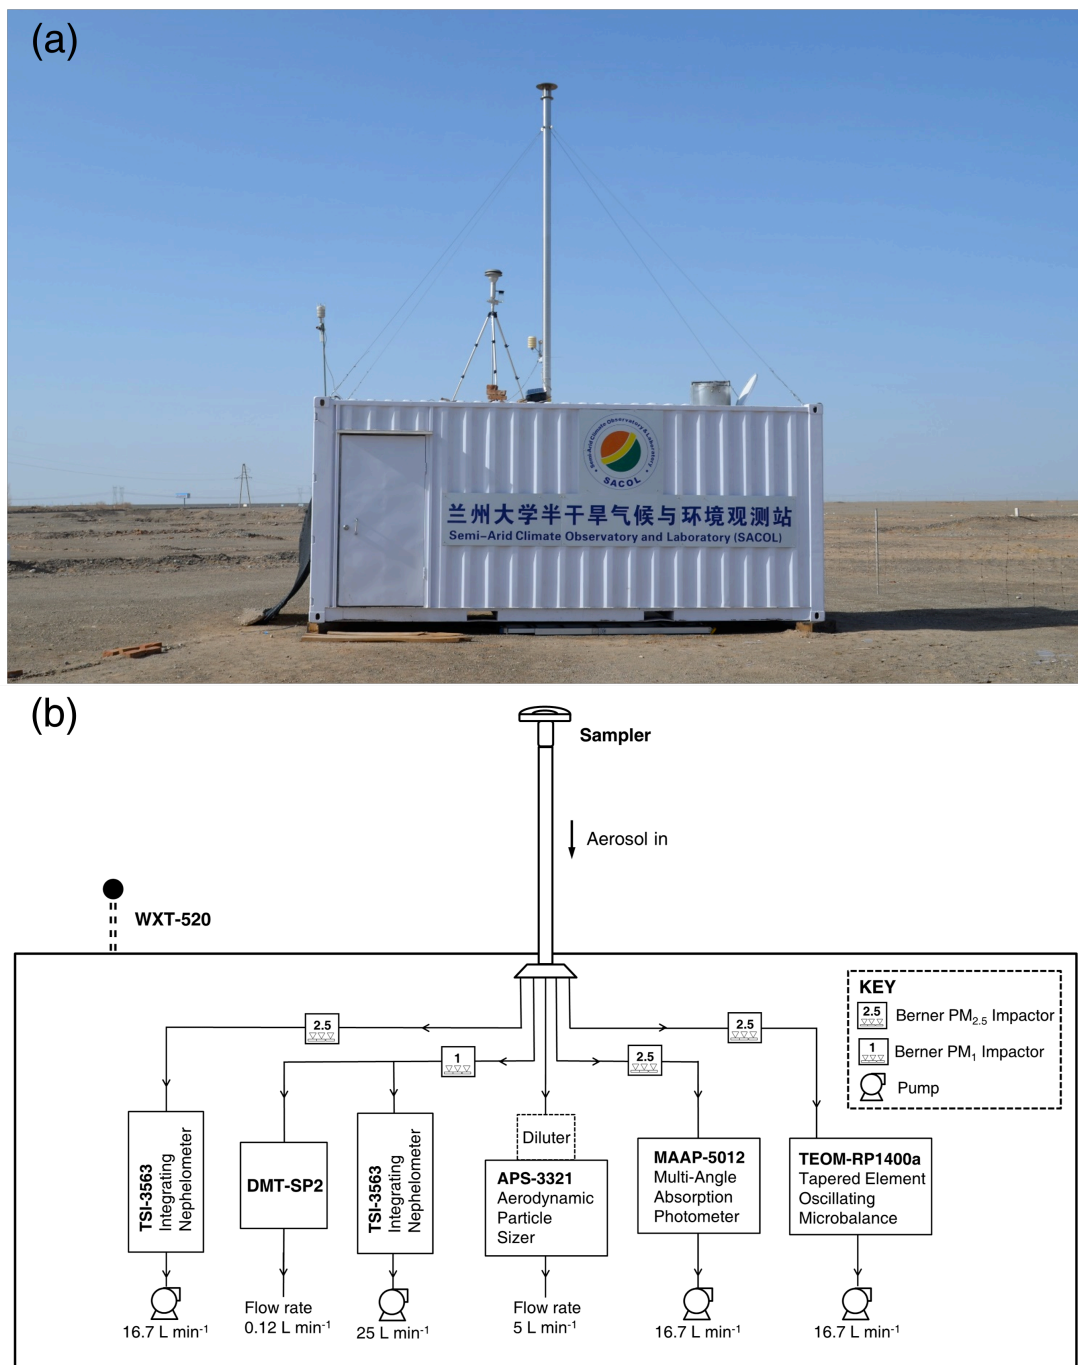 (a)
Semi-Arid Climate Observatory & Laboratory
SACOL
兰州大学半干旱气候与环境观测站
Semi-Arid Climate Observatory and Laboratory (SACOL)
(b)
Sampler
Aerosol in
WXT-520
KEY
2.5 Berner PM2.5 Impactor
1 Berner PM1 Impactor
Pump
2.5
2.5
1
2.5
TSI-3563
Integrating
Nephelometer
DMT-SP2
TSI-3563
Integrating
Nephelometer
Diluter
APS-3321
Aerodynamic
Particle
Sizer
MAAP-5012
Multi-Angle
Absorption
Photometer
TEOM-RP1400a
Tapered Element
Oscillating
Microbalance
16.7 L min-1
Flow rate
0.12 L min-1
25 L min-1
Flow rate
5 L min-1
16.7 L min-1
16.7 L min-1